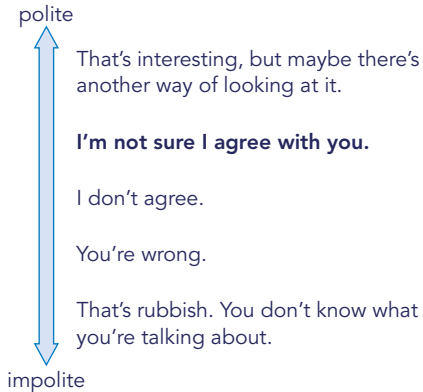 polite
That’s interesting, but maybe there’s
another way of looking at it.
I’m not sure I agree with you.
I don’t agree.
You’re wrong.
That’s rubbish. You don’t know what
you’re talking about.
impolite